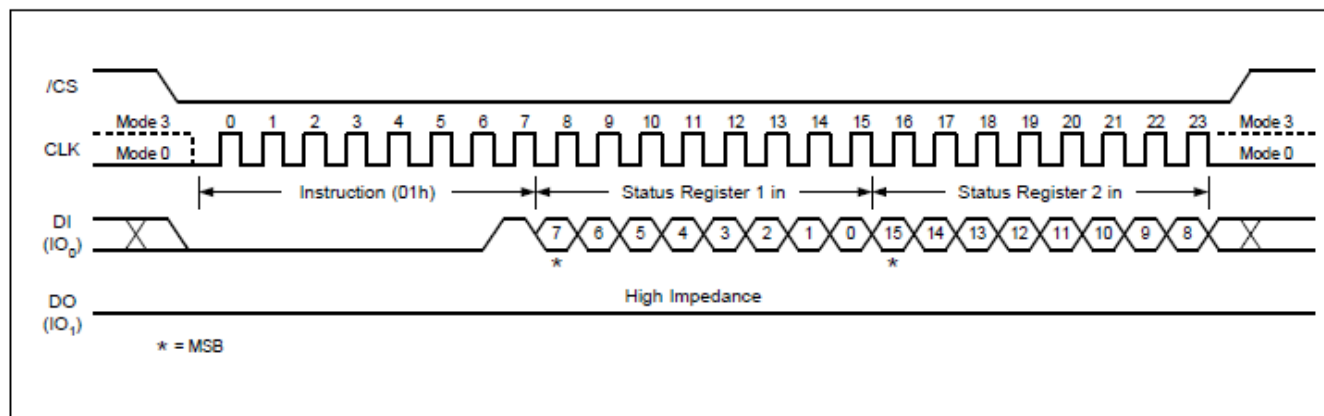 /CS
Mode 3 0 1 2 3 4 5 6 7 8 9 10 11 12 13 14 15 16 17 18 19 20 21 22 23 Mode 3
CLK Mode 0 Mode 0
Instruction (01h) Status Register 1 in Status Register 2 in
DI
(IO0) 7 6 5 4 3 2 1 0 15 14 13 12 11 10 9 8
* *
High Impedance
DO
(IO1)
* = MSB